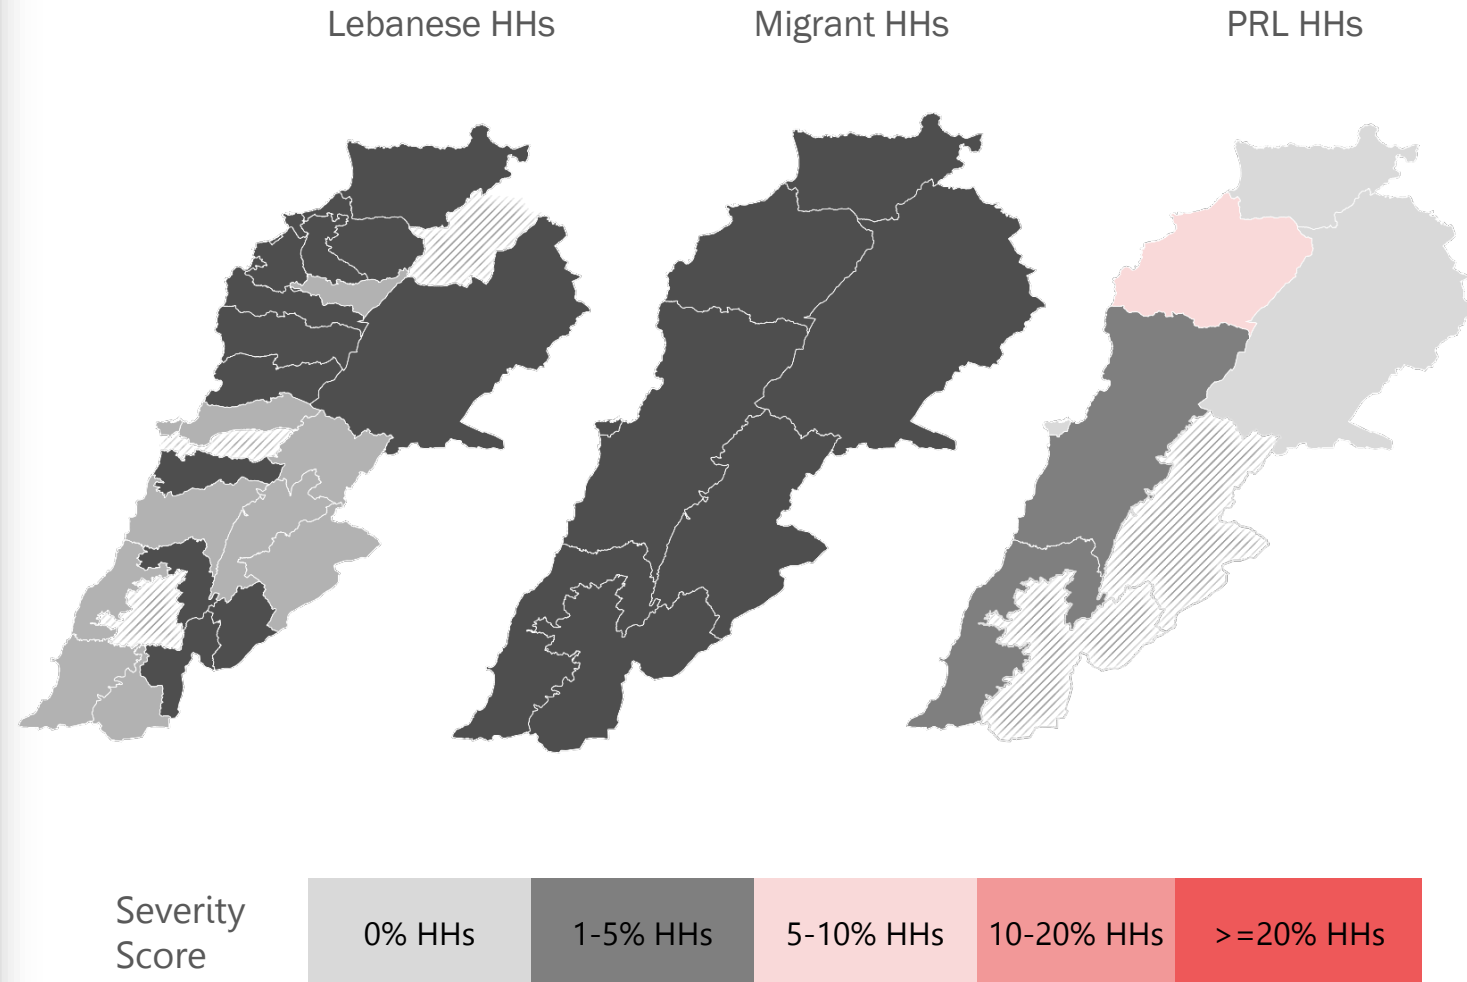 Lebanese HHs
Migrant HHs
PRL HHs
Severity
Score
0% HHs
1-5% HHs
5-10% HHs
10-20% HHs
>=20% HHs